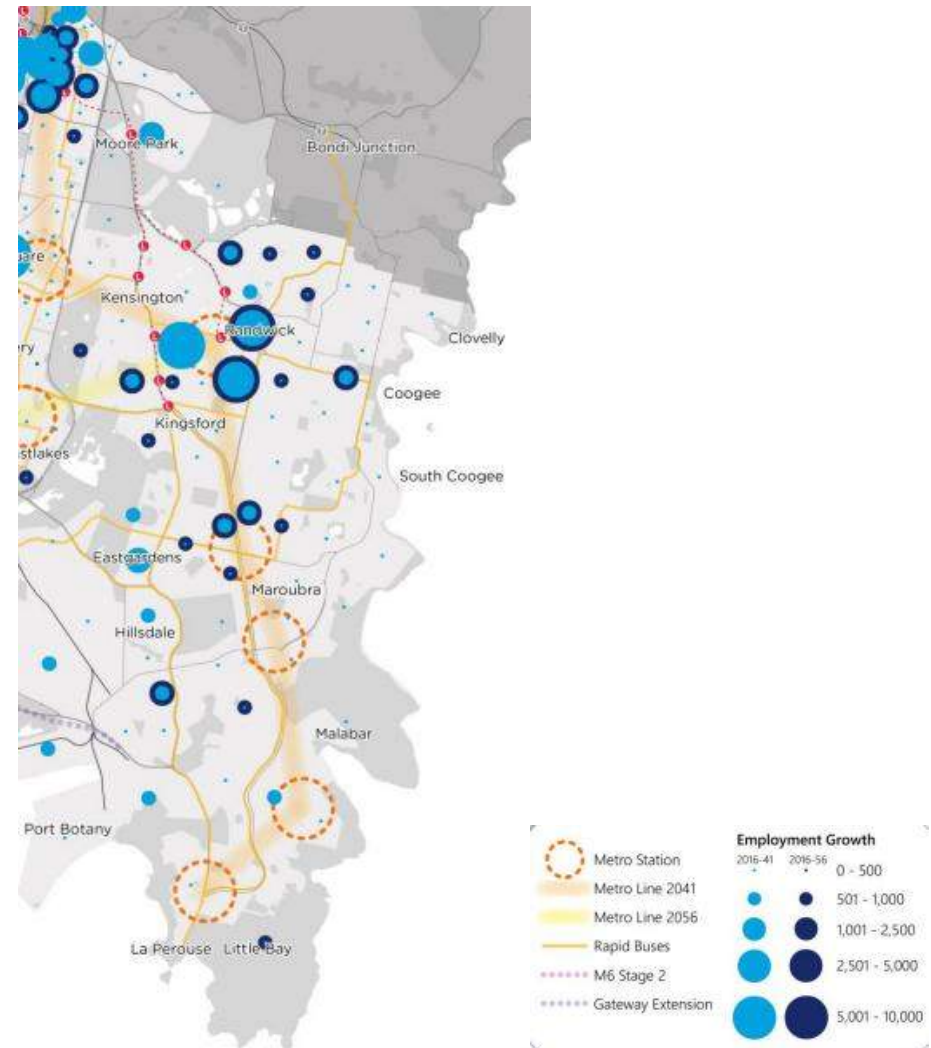 Moore Park
Bondi Junction
uare
Kensington
Randwick
Clovelly
ery
Coogee
Kingsford
astlakes
South Coogee
Eastgardens
Maroubra
Hillsdale
Malabar
Port Botany
La Perouse
Little Bay
Metro Station
Metro Line 2041
Metro Line 2056
Rapid Buses
M6 Stage 2
Gateway Extension
Employment Growth
2016-41 2016-56
0 - 500
501 - 1,000
1,001 - 2,500
2,501 - 5,000
5,001 - 10,000